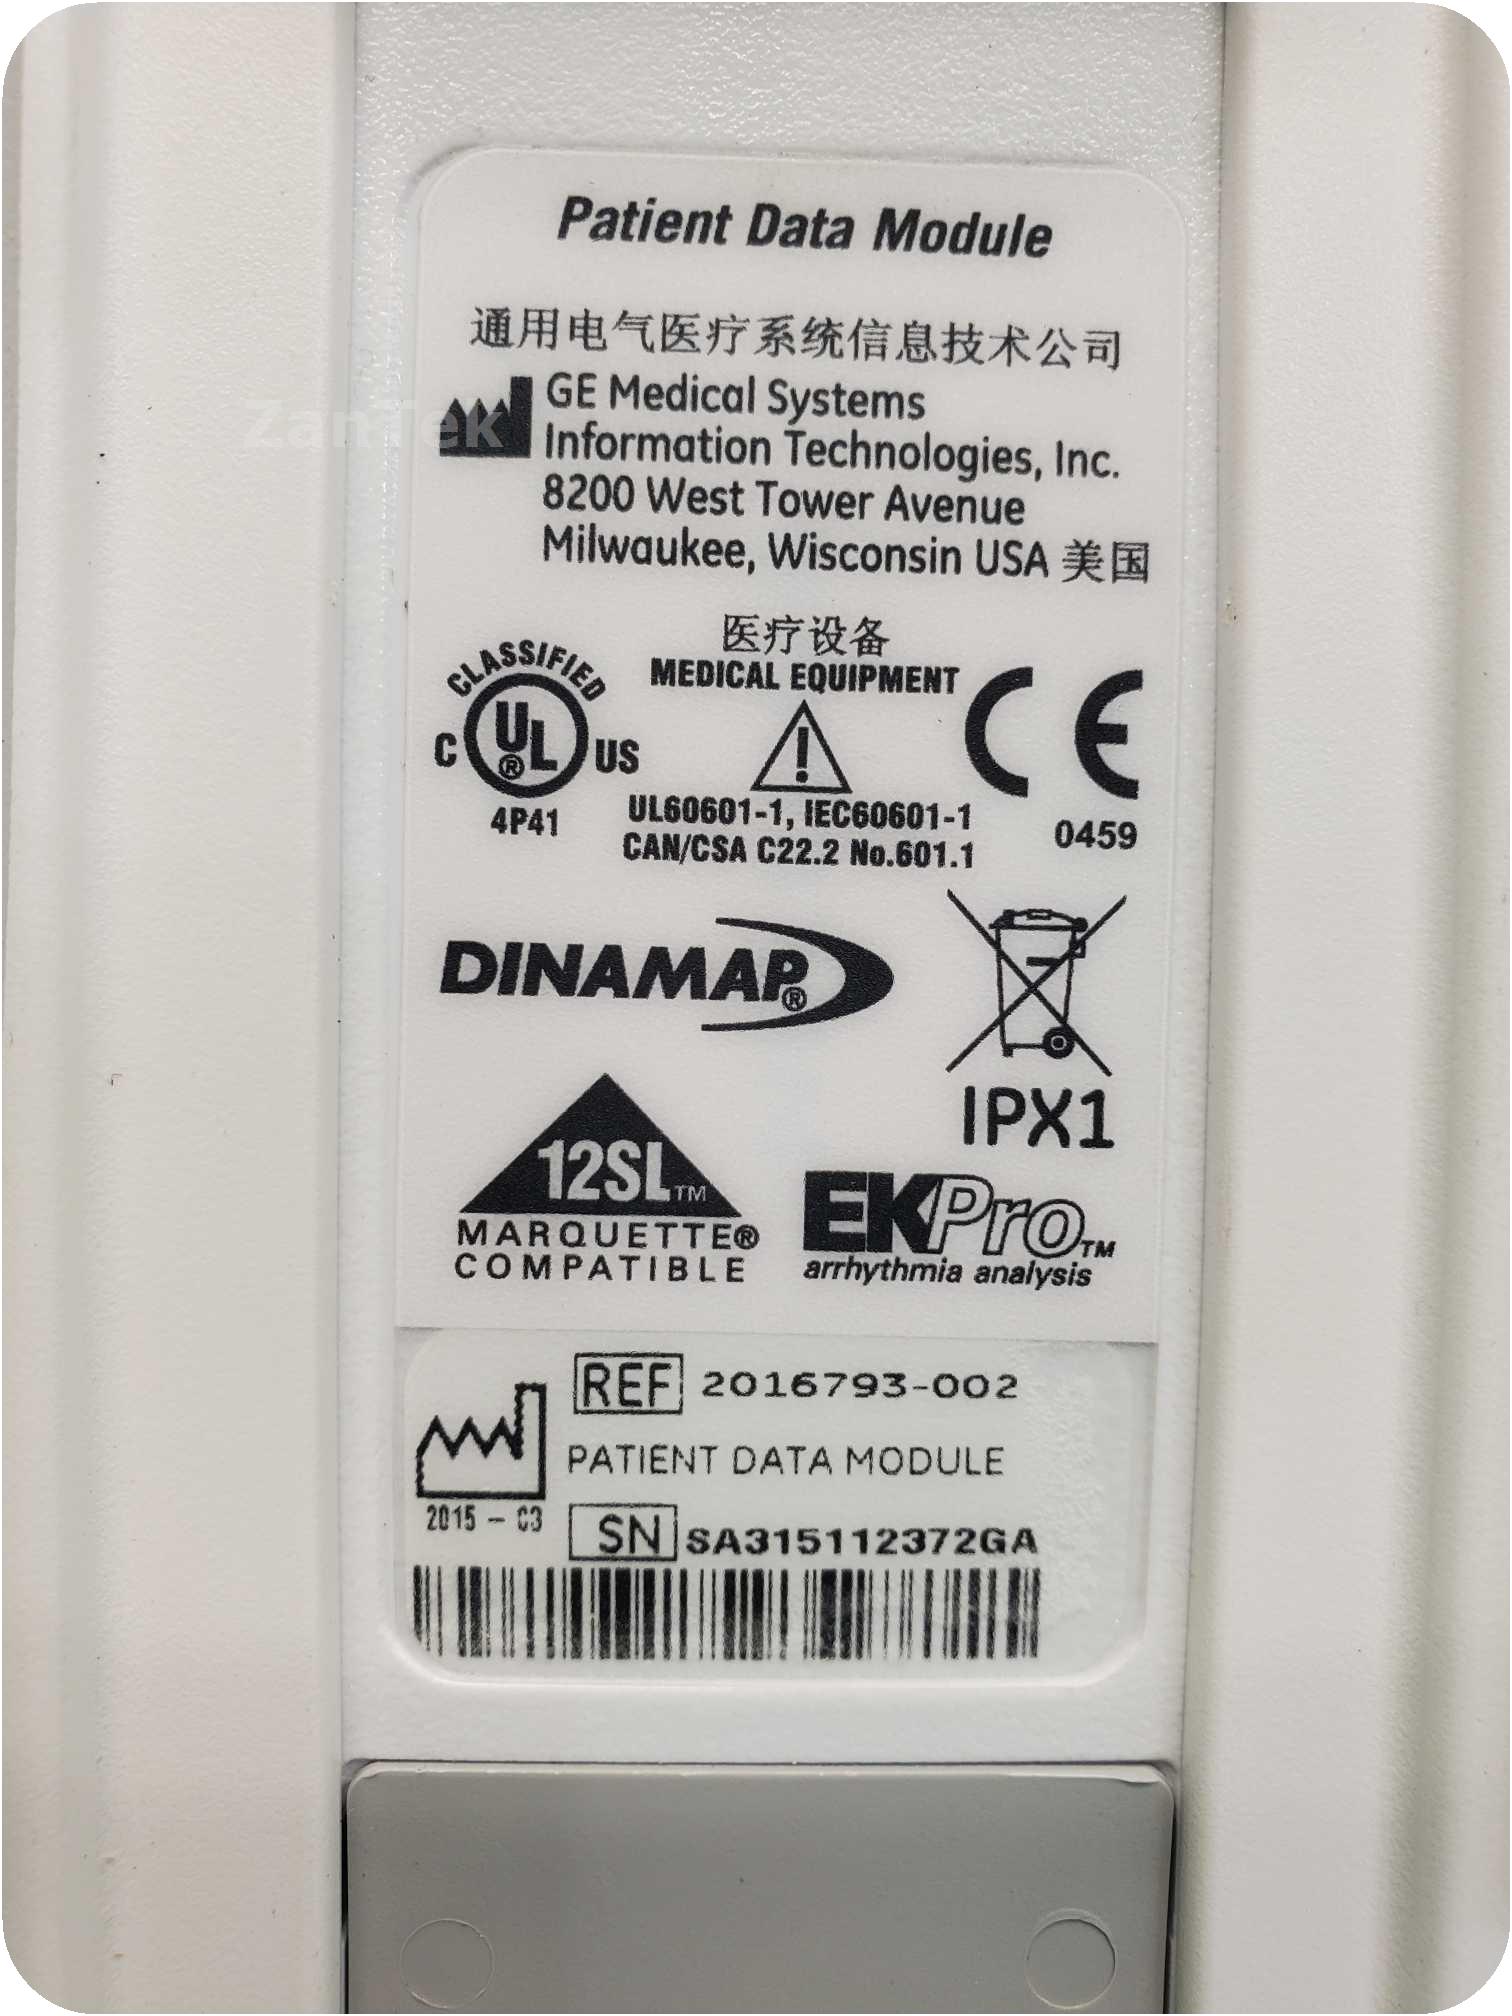 Patient Data Module
通用电气医疗系统信息技术公司
GE Medical Systems
Information Technologies, Inc.
8200 West Tower Avenue
Milwaukee, Wisconsin USA 美国
ZanTek
医疗设备
MEDICAL EQUIPMENT
CLASSIFIED
C UL® US
4P41
!
UL60601-1, IEC60601-1
CAN/CSA C22.2 No.601.1
CE
0459
DINAMAP®
IPX1
12SL™
MARQUETTE®
COMPATIBLE
EKPro™
arrhythmia analysis
REF 2016793-002
PATIENT DATA MODULE
2015 - 03
SN SA315112372GA